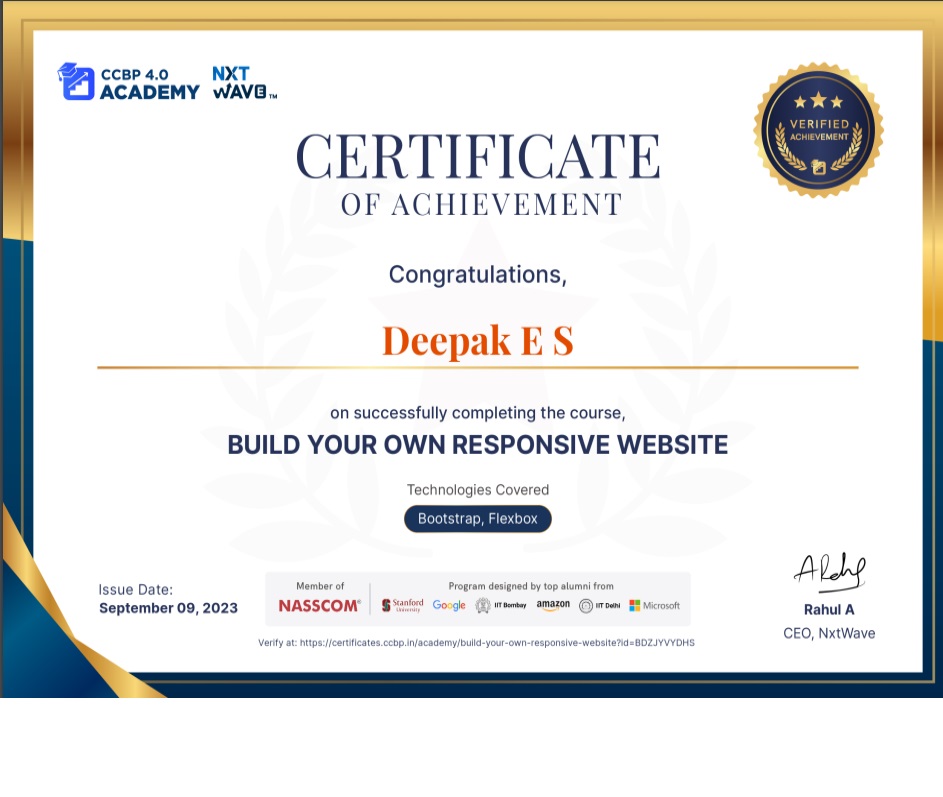 CCBP 4.0
ACADEMY
NXT
WAVE™
VERIFIED
ACHIEVEMENT
CERTIFICATE
OF ACHIEVEMENT
Congratulations,
Deepak E S
on successfully completing the course,
BUILD YOUR OWN RESPONSIVE WEBSITE
Technologies Covered
Bootstrap, Flexbox
Issue Date:
September 09, 2023
Member of
NASSCOM®
Program designed by top alumni from
Stanford University Google IIT Bombay amazon IIT Delhi Microsoft
Verify at: https://certificates.ccbp.in/academy/build-your-own-responsive-website?id=BDZJYVYDHS
Rahul A
CEO, NxtWave